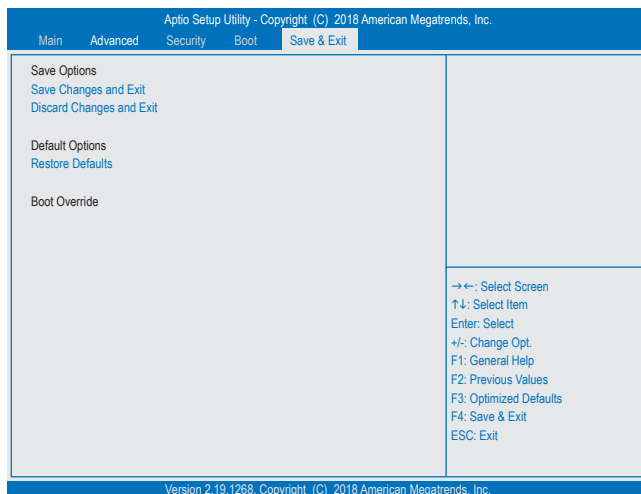 Aptio Setup Utility - Copyright (C) 2018 American Megatrends, Inc.
Main Advanced Security Boot Save & Exit
Save Options
Save Changes and Exit
Discard Changes and Exit
Default Options
Restore Defaults
Boot Override
→←: Select Screen
↑↓: Select Item
Enter: Select
+/-: Change Opt.
F1: General Help
F2: Previous Values
F3: Optimized Defaults
F4: Save & Exit
ESC: Exit
Version 2.19.1268. Copyright (C) 2018 American Megatrends, Inc.